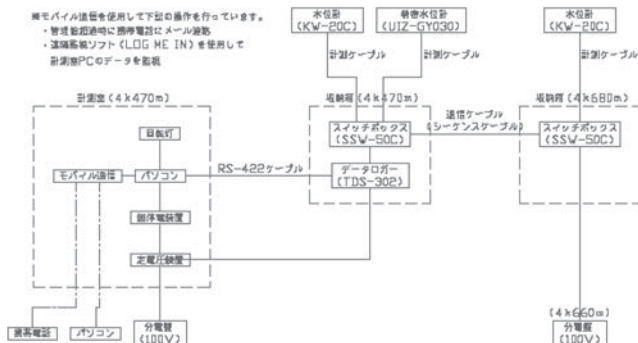 ※モバイル通信を使用して下記の操作を行っています。
・管理値超過時に携帯電話にメール連絡
・遠隔監視ソフト(LOG ME IN)を使用して
計測室PCのデータを監視
水位計
(KW-20C)
精密水位計
(UIZ-GY030)
水位計
(KW-20C)
計測ケーブル
計測ケーブル
計測ケーブル
計測室(4k470m)
収納箱(4k470m)
収納箱(4k680m)
通信ケーブル
(シーケンスケーブル)
回転灯
スイッチボックス
(SSW-50C)
スイッチボックス
(SSW-50C)
モバイル通信
パソコン
RS-422ケーブル
データロガー
(TDS-302)
無停電装置
定電圧装置
(4k660m)
携帯電話
パソコン
分電盤
(100V)
分電盤
(100V)